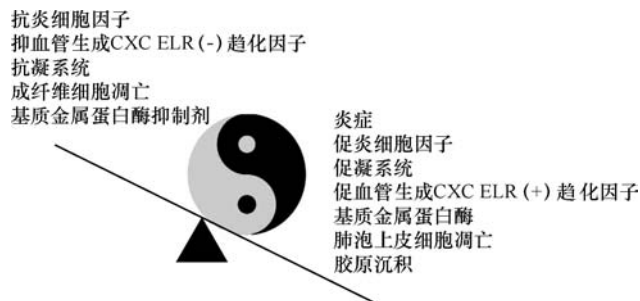 抗炎细胞因子
抑血管生成CXC ELR(-)趋化因子
抗凝系统
成纤维细胞凋亡
基质金属蛋白酶抑制剂
炎症
促炎细胞因子
促凝系统
促血管生成CXC ELR(+)趋化因子
基质金属蛋白酶
肺泡上皮细胞凋亡
胶原沉积